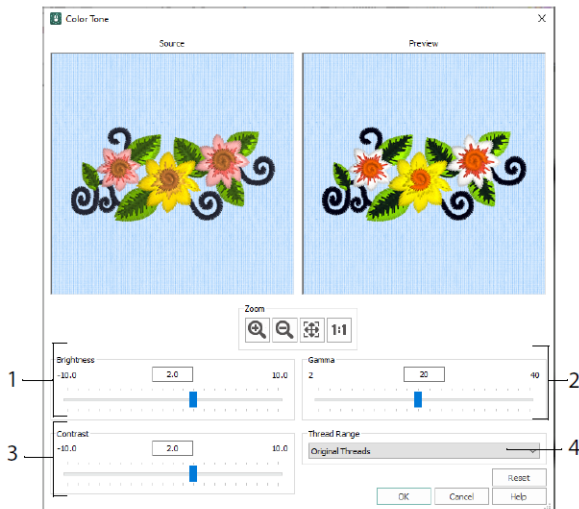 Color Tone X
Source Preview
Zoom
1:1
Brightness
-10.0 2.0 10.0
Gamma
2 20 40
1
2
Contrast
-10.0 2.0 10.0
Thread Range
Original Threads
3
4
Reset
OK Cancel Help